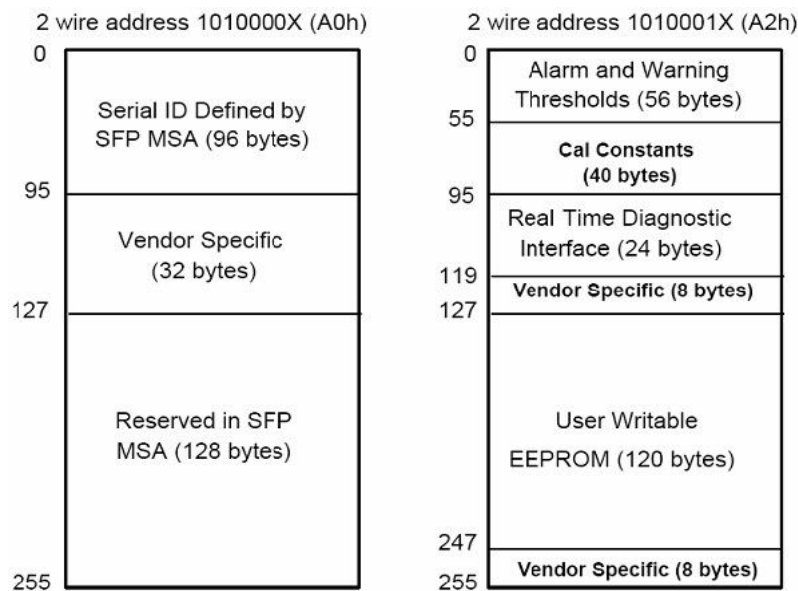 2 wire address 1010000X (A0h)
0
Serial ID Defined by
SFP MSA (96 bytes)
95
Vendor Specific
(32 bytes)
127
Reserved in SFP
MSA (128 bytes)
255
2 wire address 1010001X (A2h)
0
Alarm and Warning
Thresholds (56 bytes)
55
Cal Constants
(40 bytes)
95
Real Time Diagnostic
Interface (24 bytes)
119
Vendor Specific (8 bytes)
127
User Writable
EEPROM (120 bytes)
247
Vendor Specific (8 bytes)
255